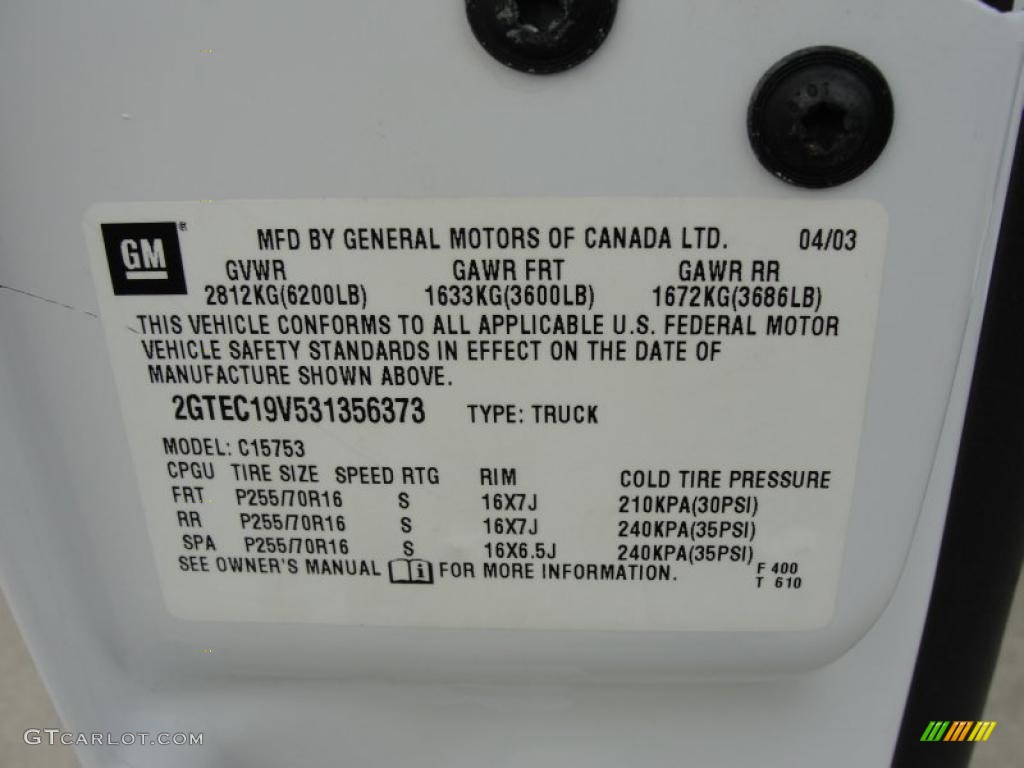 GM ® MFD BY GENERAL MOTORS OF CANADA LTD. 04/03
GVWR GAWR FRT GAWR RR
2812KG(6200LB) 1633KG(3600LB) 1672KG(3686LB)
THIS VEHICLE CONFORMS TO ALL APPLICABLE U.S. FEDERAL MOTOR
VEHICLE SAFETY STANDARDS IN EFFECT ON THE DATE OF
MANUFACTURE SHOWN ABOVE.
2GTEC19V531356373 TYPE: TRUCK
MODEL: C15753
CPGU TIRE SIZE SPEED RTG RIM COLD TIRE PRESSURE
FRT P255/70R16 S 16X7J 210KPA(30PSI)
RR P255/70R16 S 16X7J 240KPA(35PSI)
SPA P255/70R16 S 16X6.5J 240KPA(35PSI)
SEE OWNER'S MANUAL i FOR MORE INFORMATION. F 400
T 610
GTCARLOT.COM